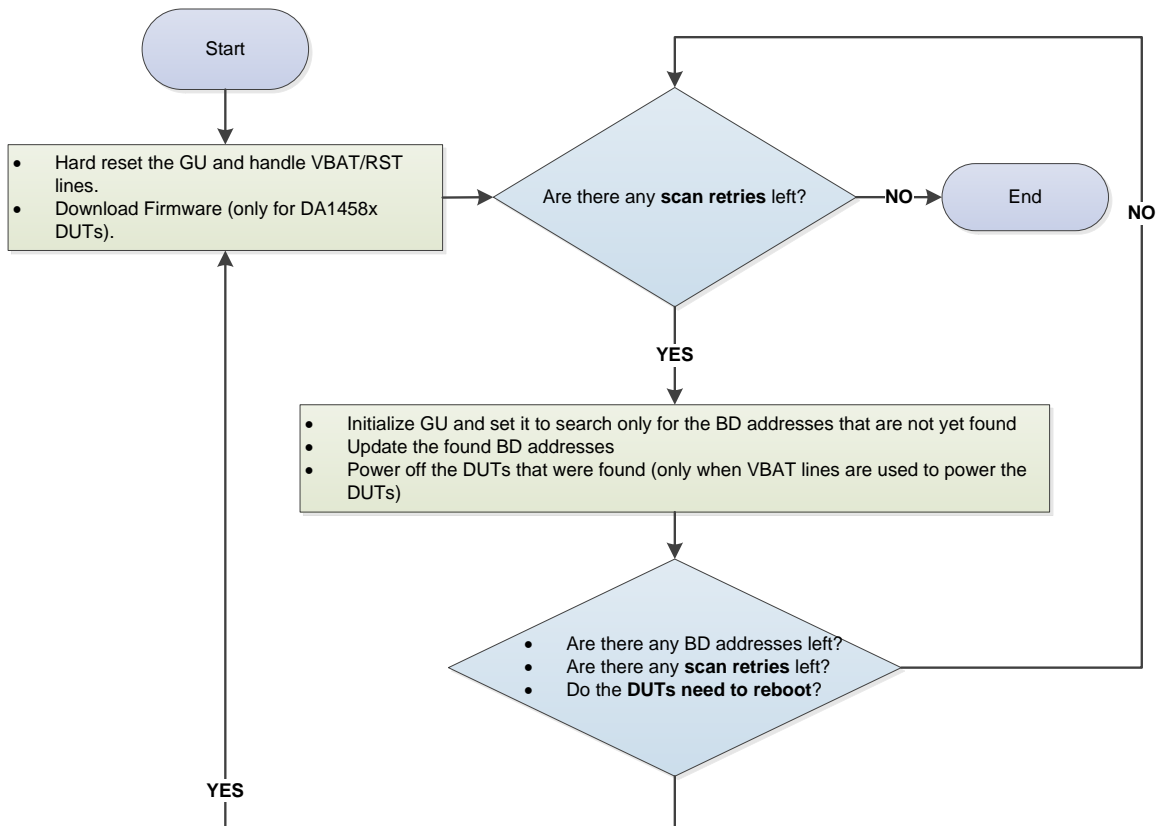 Start
• Hard reset the GU and handle VBAT/RST
lines.
• Download Firmware (only for DA1458x
DUTs).
Are there any scan retries left?
NO
End
NO
YES
• Initialize GU and set it to search only for the BD addresses that are not yet found
• Update the found BD addresses
• Power off the DUTs that were found (only when VBAT lines are used to power the
DUTs)
• Are there any BD addresses left?
• Are there any scan retries left?
• Do the DUTs need to reboot?
YES